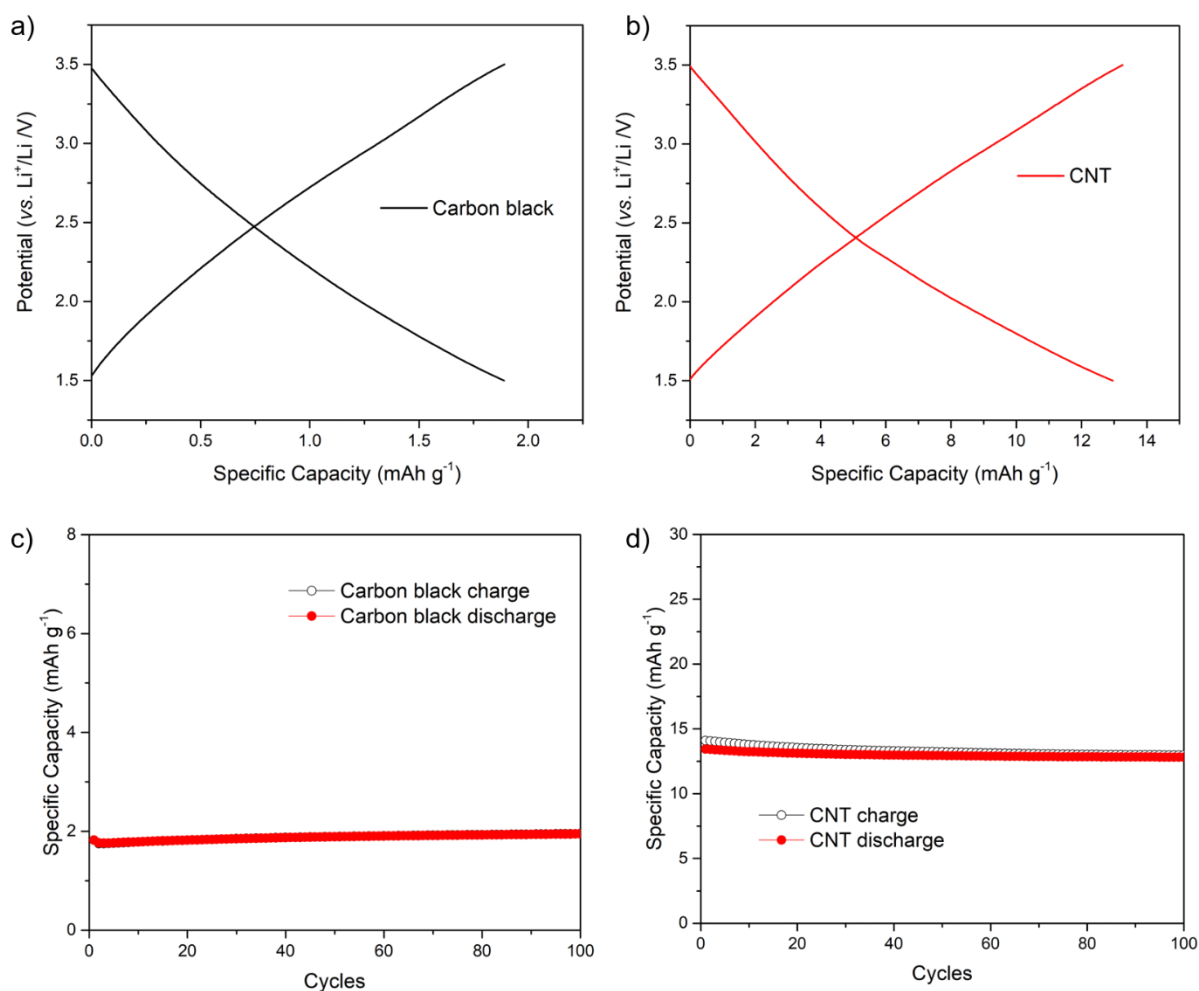 a)
3.5
3.0
2.5
2.0
1.5
Potential (vs. Li⁺/Li /V)
Carbon black
0.0
0.5
1.0
1.5
2.0
Specific Capacity (mAh g⁻¹)
b)
3.5
3.0
2.5
2.0
1.5
Potential (vs. Li⁺/Li /V)
CNT
0
2
4
6
8
10
12
14
Specific Capacity (mAh g⁻¹)
c)
8
6
4
2
0
Specific Capacity (mAh g⁻¹)
Carbon black charge
Carbon black discharge
0
20
40
60
80
100
Cycles
d)
30
25
20
15
10
5
0
Specific Capacity (mAh g⁻¹)
CNT charge
CNT discharge
0
20
40
60
80
100
Cycles